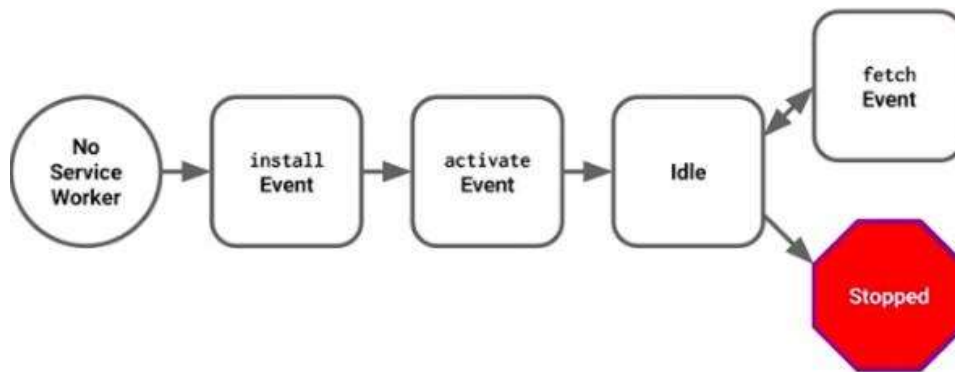 No
Service
Worker
install
Event
activate
Event
Idle
fetch
Event
Stopped